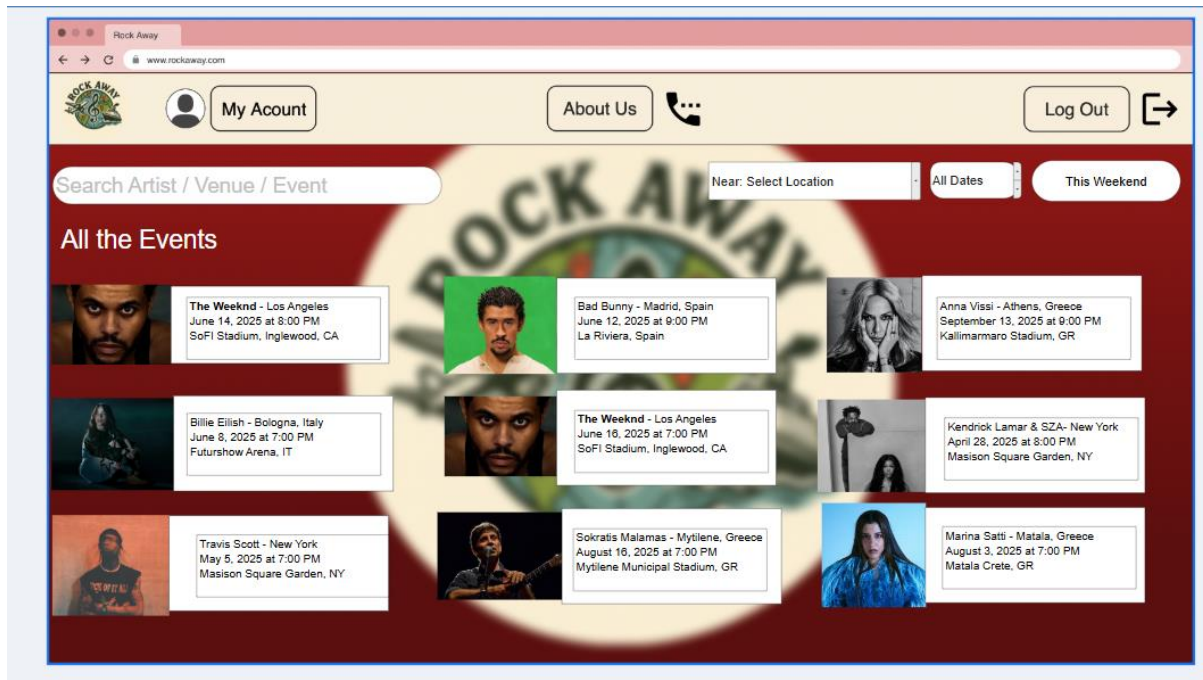 Rock Away
www.rockaway.com
ROCK AWAY
My Acount
About Us
Log Out
ROCK AWAY
Search Artist / Venue / Event
Near: Select Location
All Dates
This Weekend
All the Events
The Weeknd - Los Angeles
June 14, 2025 at 8:00 PM
SoFI Stadium, Inglewood, CA
Bad Bunny - Madrid, Spain
June 12, 2025 at 9:00 PM
La Riviera, Spain
Anna Vissi - Athens, Greece
September 13, 2025 at 9:00 PM
Kallimarmaro Stadium, GR
Billie Eilish - Bologna, Italy
June 8, 2025 at 7:00 PM
Futurshow Arena, IT
The Weeknd - Los Angeles
June 16, 2025 at 7:00 PM
SoFI Stadium, Inglewood, CA
Kendrick Lamar & SZA- New York
April 28, 2025 at 8:00 PM
Masison Square Garden, NY
Travis Scott - New York
May 5, 2025 at 7:00 PM
Masison Square Garden, NY
Sokratis Malamas - Mytilene, Greece
August 16, 2025 at 7:00 PM
Mytilene Municipal Stadium, GR
Marina Satti - Matala, Greece
August 3, 2025 at 7:00 PM
Matala Crete, GR